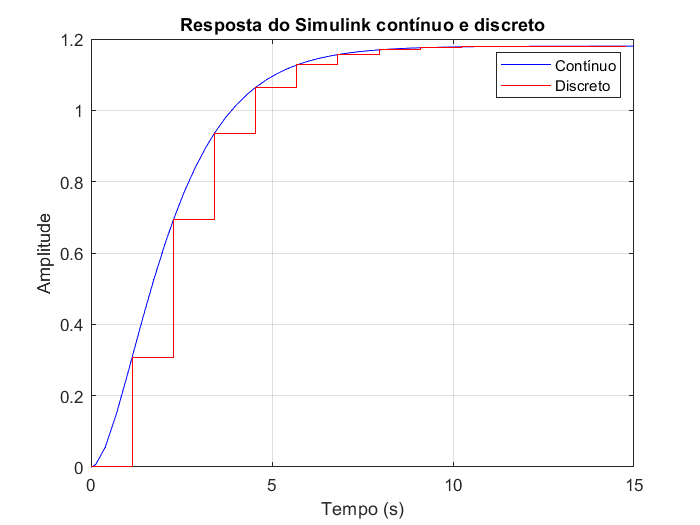 Resposta do Simulink contínuo e discreto
1.2
1
0.8
0.6
0.4
0.2
0
Amplitude
Contínuo
Discreto
0
5
10
15
Tempo (s)